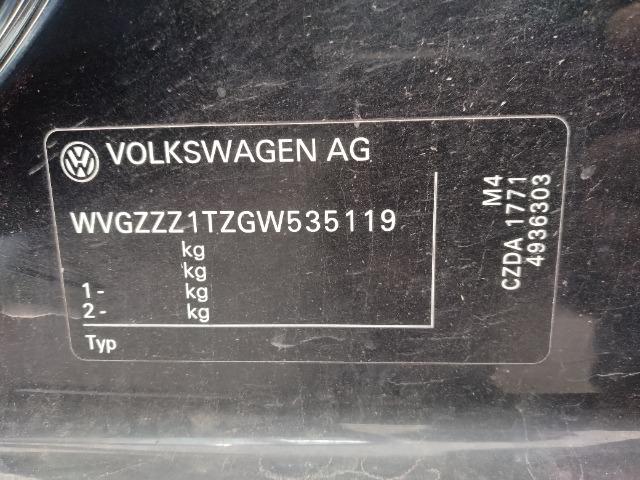 VOLKSWAGEN AG
WVGZZZ1TZGW535119
kg
kg
1- kg
2- kg
Typ
M4
CZDA 1771
4936303